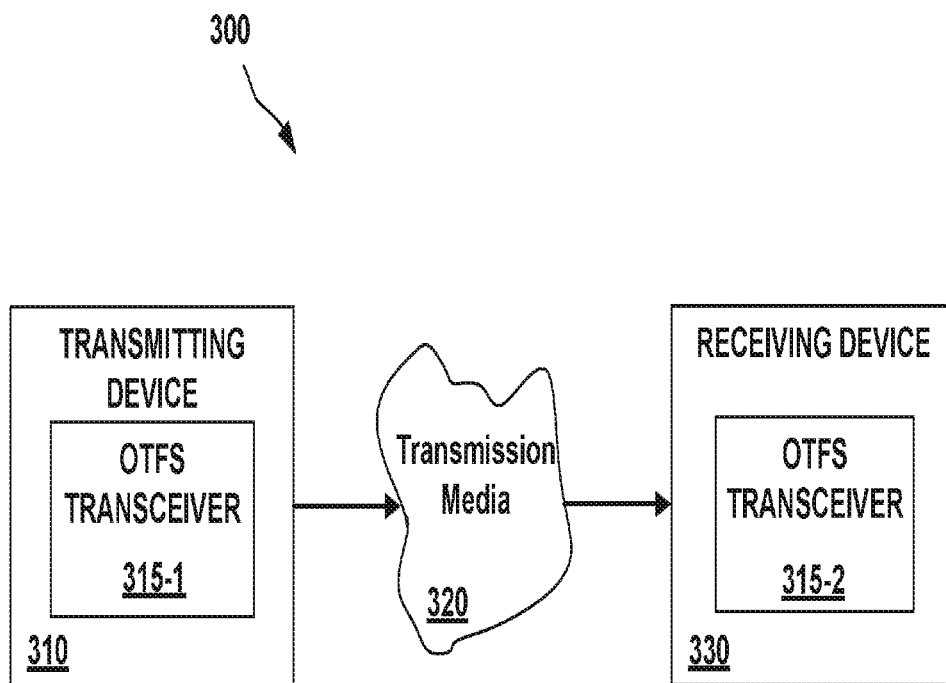 300
TRANSMITTING
DEVICE
OTFS
TRANSCEIVER
315-1
310
Transmission
Media
320
RECEIVING DEVICE
OTFS
TRANSCEIVER
315-2
330